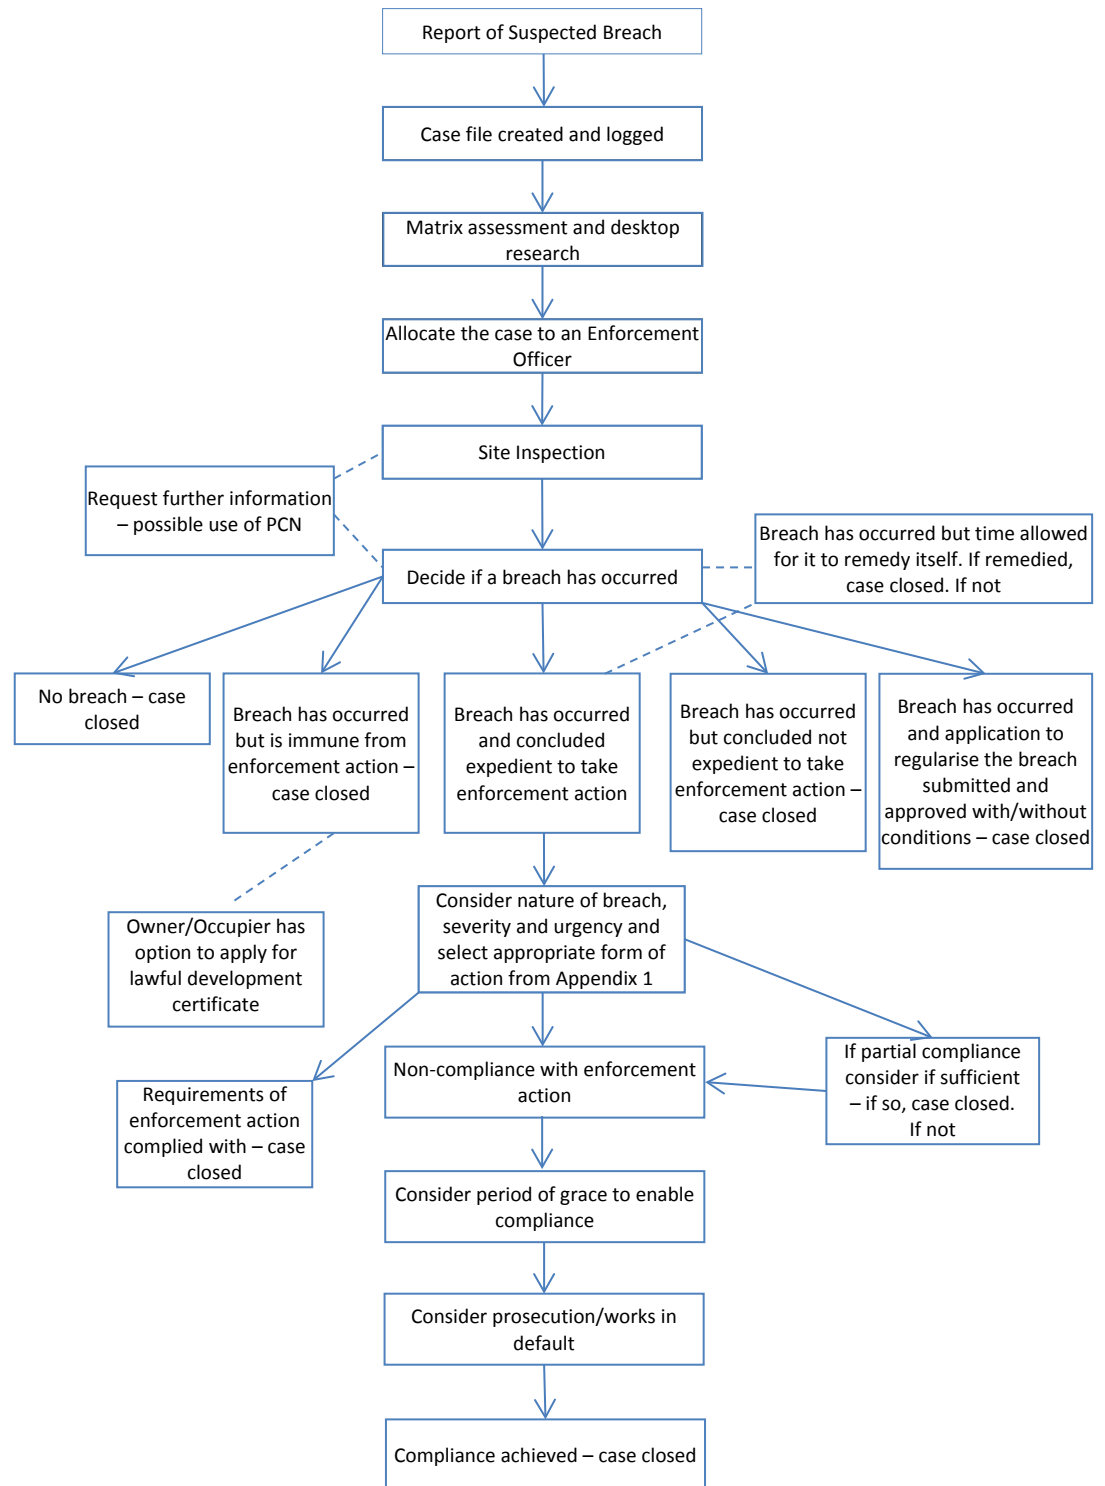 Report of Suspected Breach
Case file created and logged
Matrix assessment and desktop
research
Allocate the case to an Enforcement
Officer
Site Inspection
Request further information
– possible use of PCN
Breach has occurred but time allowed
for it to remedy itself. If remedied,
case closed. If not
Decide if a breach has occurred
No breach – case
closed
Breach has occurred
but is immune from
enforcement action –
case closed
Breach has occurred
and concluded
expedient to take
enforcement action
Breach has occurred
but concluded not
expedient to take
enforcement action –
case closed
Breach has occurred
and application to
regularise the breach
submitted and
approved with/without
conditions – case closed
Owner/Occupier has
option to apply for
lawful development
certificate
Consider nature of breach,
severity and urgency and
select appropriate form of
action from Appendix 1
Requirements of
enforcement action
complied with – case
closed
Non-compliance with enforcement
action
If partial compliance
consider if sufficient
– if so, case closed.
If not
Consider period of grace to enable
compliance
Consider prosecution/works in
default
Compliance achieved – case closed